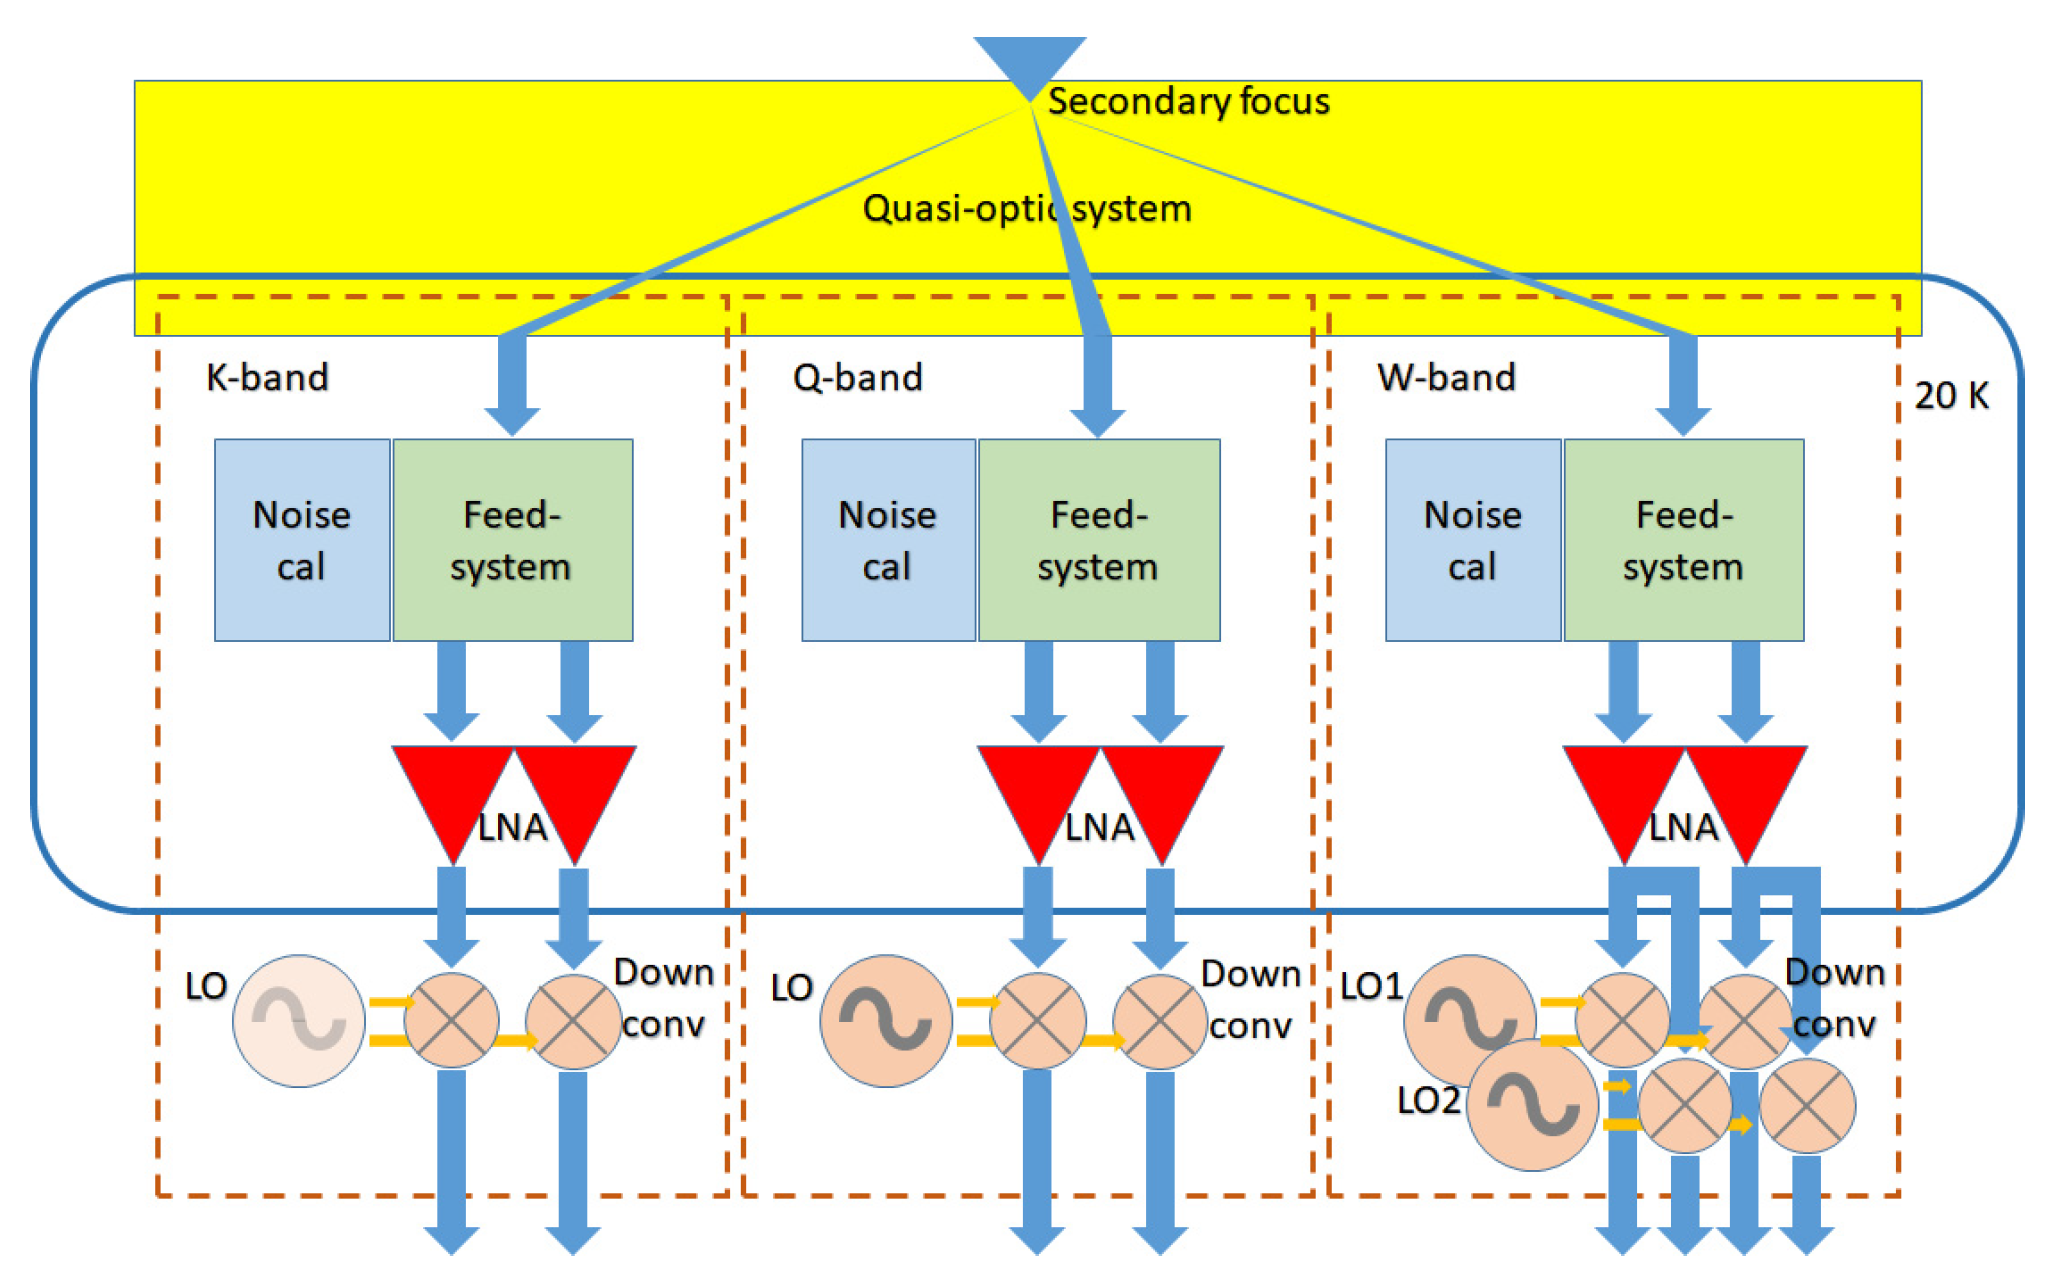 Secondary focus
Quasi-optic system
K-band
Q-band
W-band
20 K
Noise
cal
Feed-
system
Noise
cal
Feed-
system
Noise
cal
Feed-
system
LNA
LNA
LNA
LO
Down
conv
LO
Down
conv
LO1
Down
conv
LO2